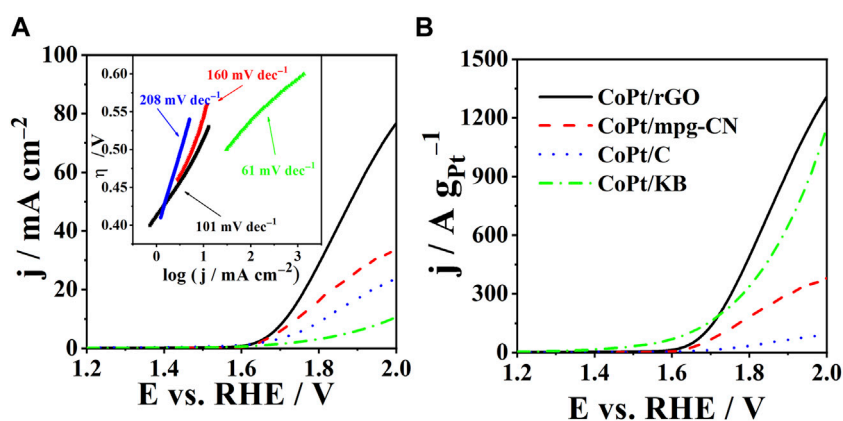 A
j / mA cm⁻²
100
80
60
40
20
0
1.2
1.4
1.6
1.8
2.0
E vs. RHE / V
η / V
0.60
0.55
0.50
0.45
0.40
0
1
2
3
log (j / mA cm⁻²)
160 mV dec⁻¹
208 mV dec⁻¹
61 mV dec⁻¹
101 mV dec⁻¹
B
j / A gPt⁻¹
1500
1200
900
600
300
0
1.2
1.4
1.6
1.8
2.0
E vs. RHE / V
CoPt/rGO
CoPt/mpg-CN
CoPt/C
CoPt/KB